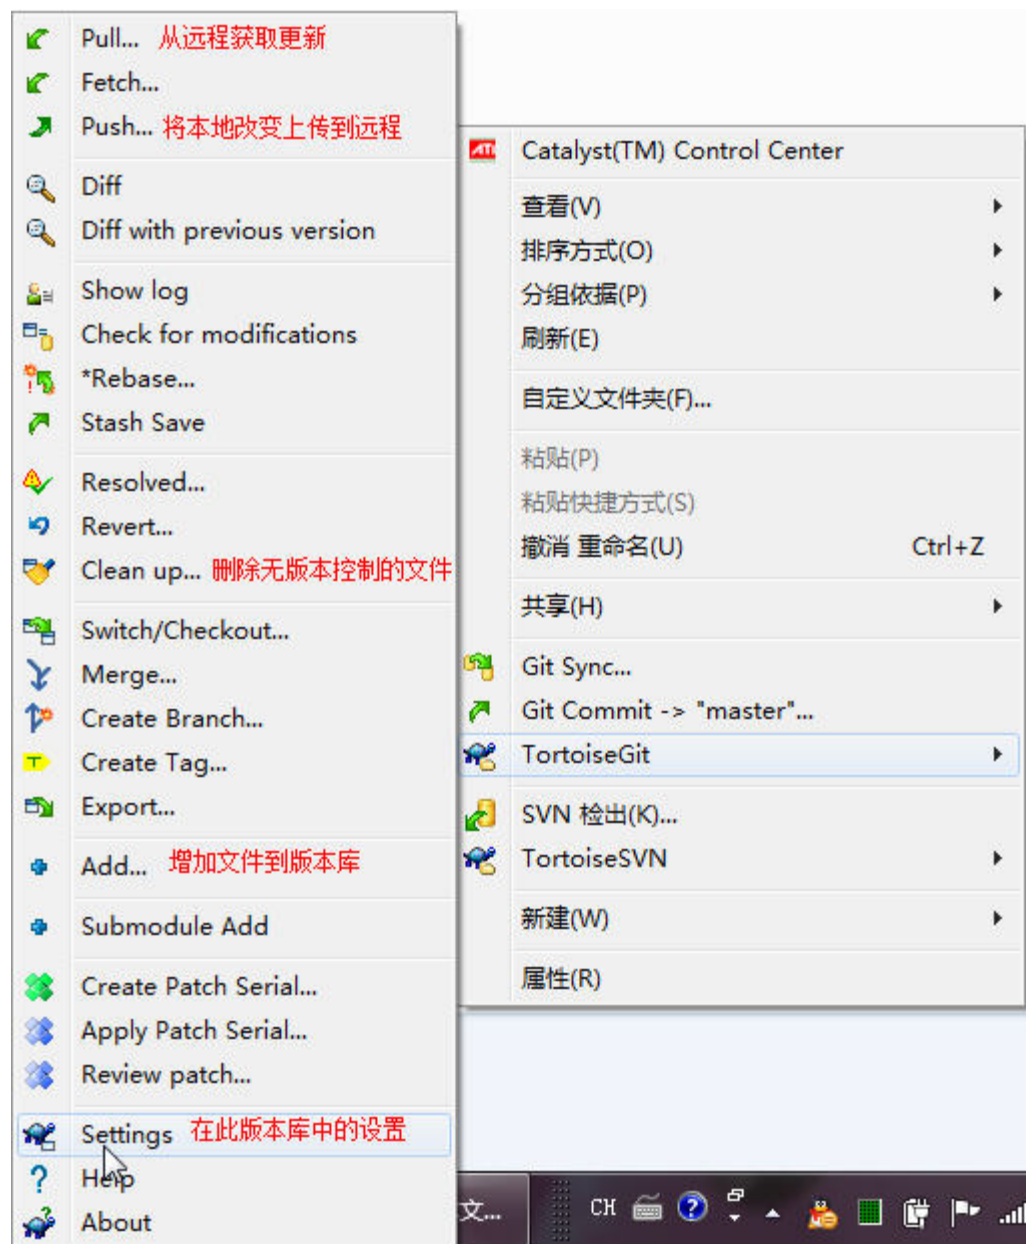 Pull... 从远程获取更新
Fetch...
Push... 将本地改变上传到远程
Diff
Diff with previous version
Show log
Check for modifications
*Rebase...
Stash Save
Resolved...
Revert...
Clean up... 删除无版本控制的文件
Switch/Checkout...
Merge...
Create Branch...
Create Tag...
Export...
Add... 增加文件到版本库
Submodule Add
Create Patch Serial...
Apply Patch Serial...
Review patch...
Settings 在此版本库中的设置
Help
About
ATI Catalyst(TM) Control Center
查看(V)
排序方式(O)
分组依据(P)
刷新(E)
自定义文件夹(F)...
粘贴(P)
粘贴快捷方式(S)
撤消 重命名(U) Ctrl+Z
共享(H)
Git Sync...
Git Commit -> "master"...
TortoiseGit
SVN 检出(K)...
TortoiseSVN
新建(W)
属性(R)
文... CH